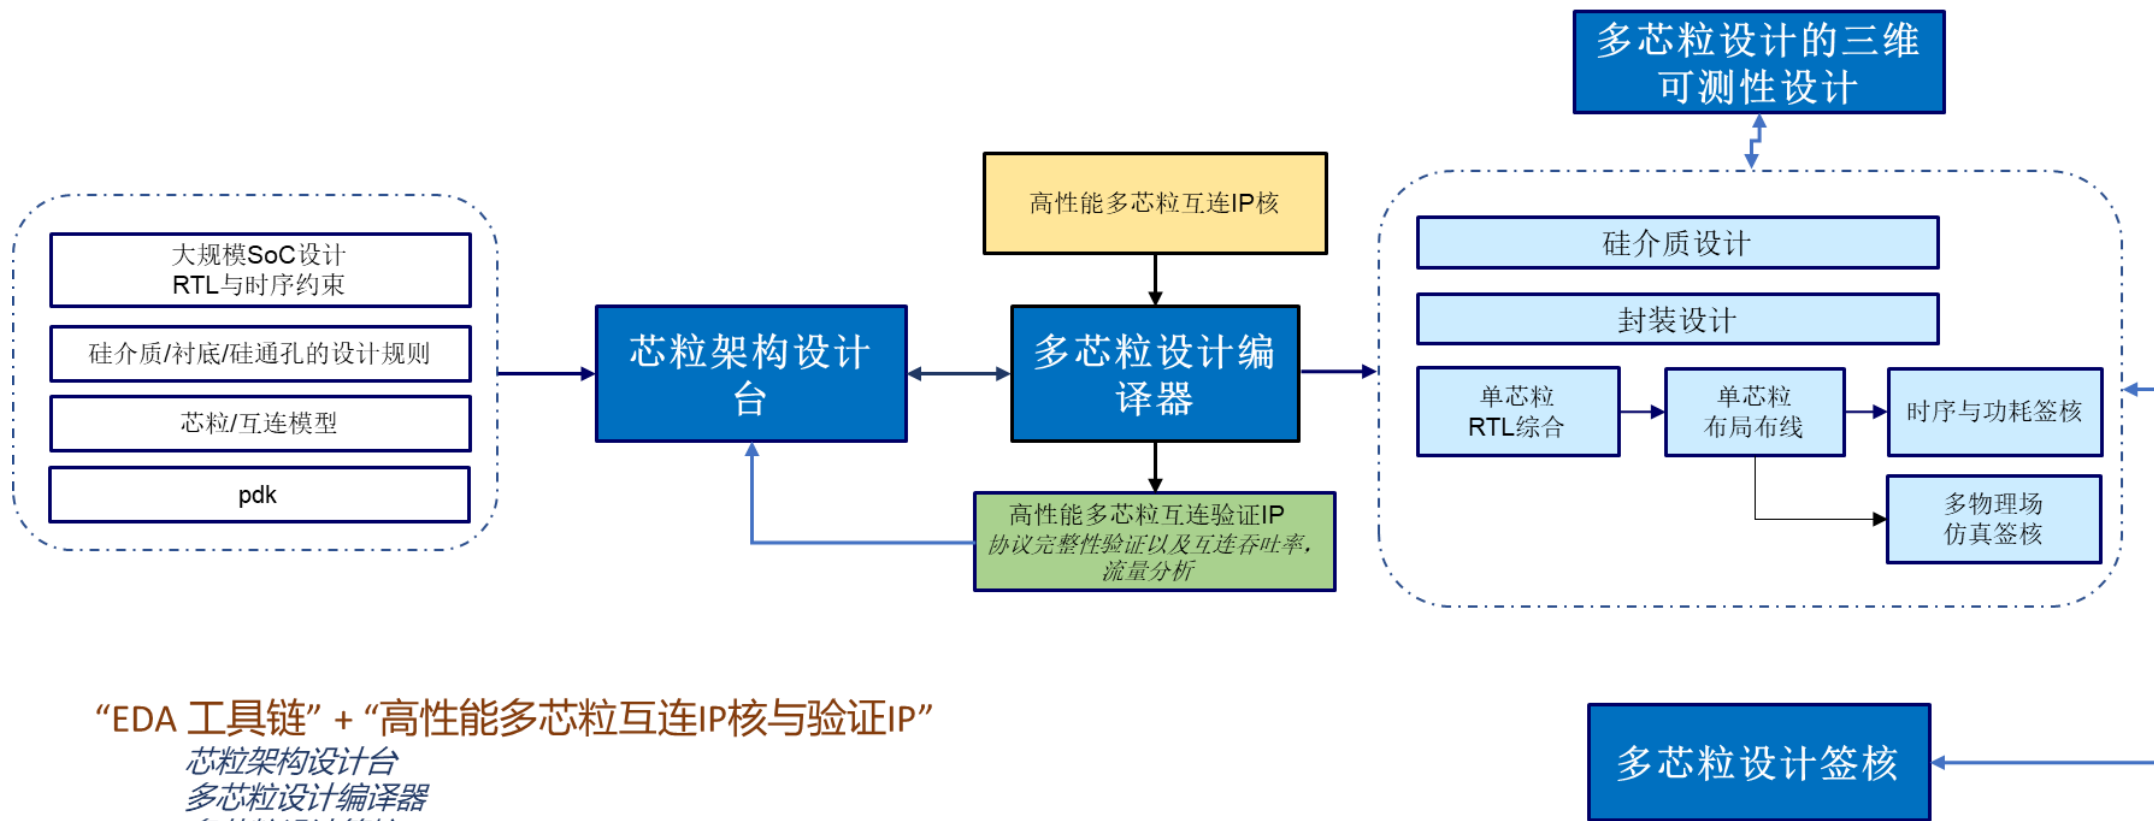 多芯粒设计的三维
可测性设计
高性能多芯粒互连IP核
大规模SoC设计
RTL与时序约束
硅介质/衬底/硅通孔的设计规则
芯粒/互连模型
pdk
芯粒架构设计
台
多芯粒设计编
译器
高性能多芯粒互连验证IP
协议完整性验证以及互连吞吐率，
流量分析
硅介质设计
封装设计
单芯粒
RTL综合
单芯粒
布局布线
时序与功耗签核
多物理场
仿真签核
“EDA 工具链” + “高性能多芯粒互连IP核与验证IP”
芯粒架构设计台
多芯粒设计编译器
多芯粒设计签核